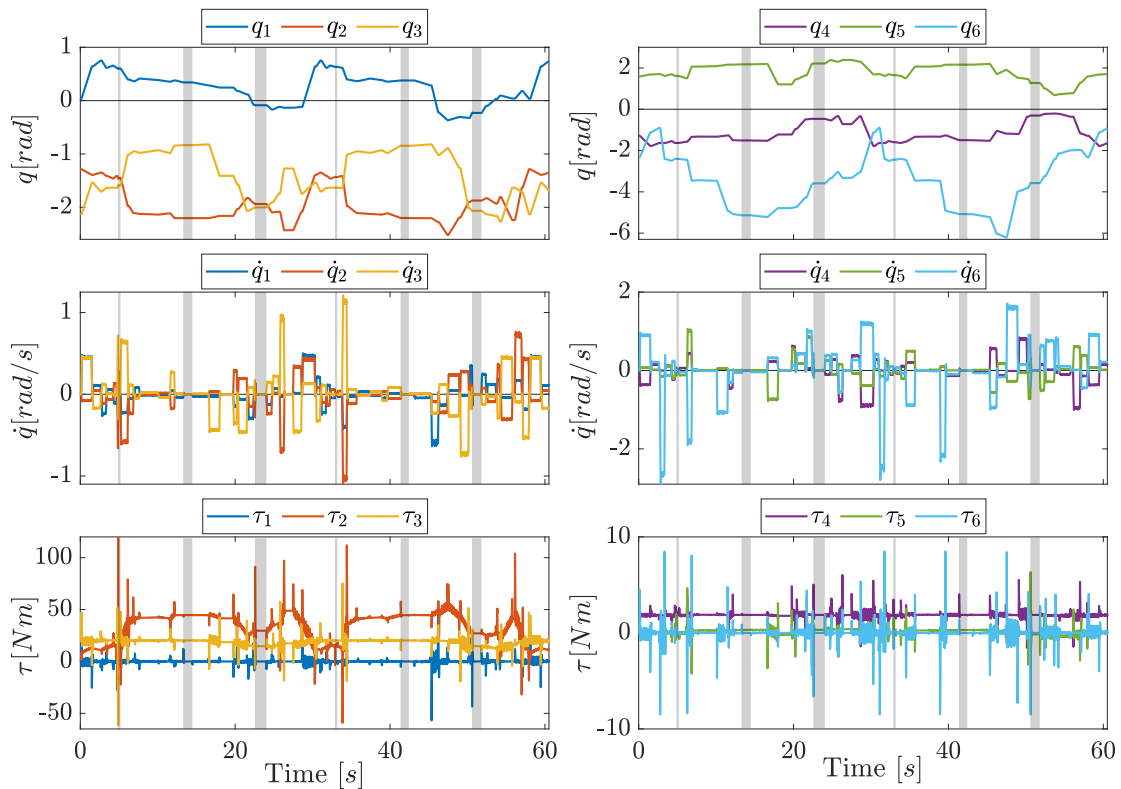 q₁ q₂ q₃
q₄ q₅ q₆
1
0
-1
-2
q[rad]
2
0
-2
-4
-6
q[rad]
q̇₁ q̇₂ q̇₃
q̇₄ q̇₅ q̇₆
1
0
-1
q̇[rad/s]
2
0
-2
q̇[rad/s]
τ₁ τ₂ τ₃
τ₄ τ₅ τ₆
100
50
0
-50
τ[Nm]
10
0
-10
τ[Nm]
0 20 40 60
0 20 40 60
Time [s]
Time [s]